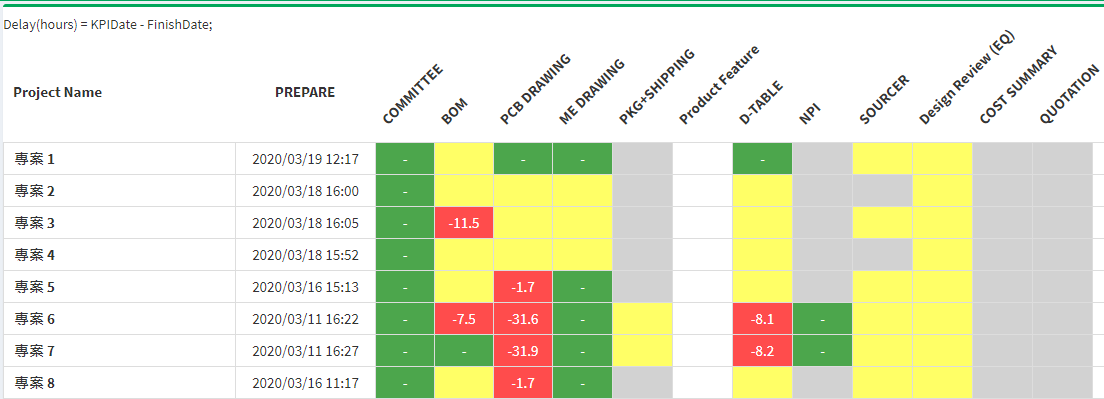 Delay(hours) = KPIDate - FinishDate;
Project Name PREPARE COMMITTEE BOM PCB DRAWING ME DRAWING PKG+SHIPPING Product Feature D-TABLE NPI SOURCER Design Review (EQ) COST SUMMARY QUOTATION
專案 1 2020/03/19 12:17 - - - -
專案 2 2020/03/18 16:00 -
專案 3 2020/03/18 16:05 - -11.5
專案 4 2020/03/18 15:52 -
專案 5 2020/03/16 15:13 - -1.7 -
專案 6 2020/03/11 16:22 - -7.5 -31.6 - -8.1 -
專案 7 2020/03/11 16:27 - - -31.9 - -8.2 -
專案 8 2020/03/16 11:17 - -1.7 -